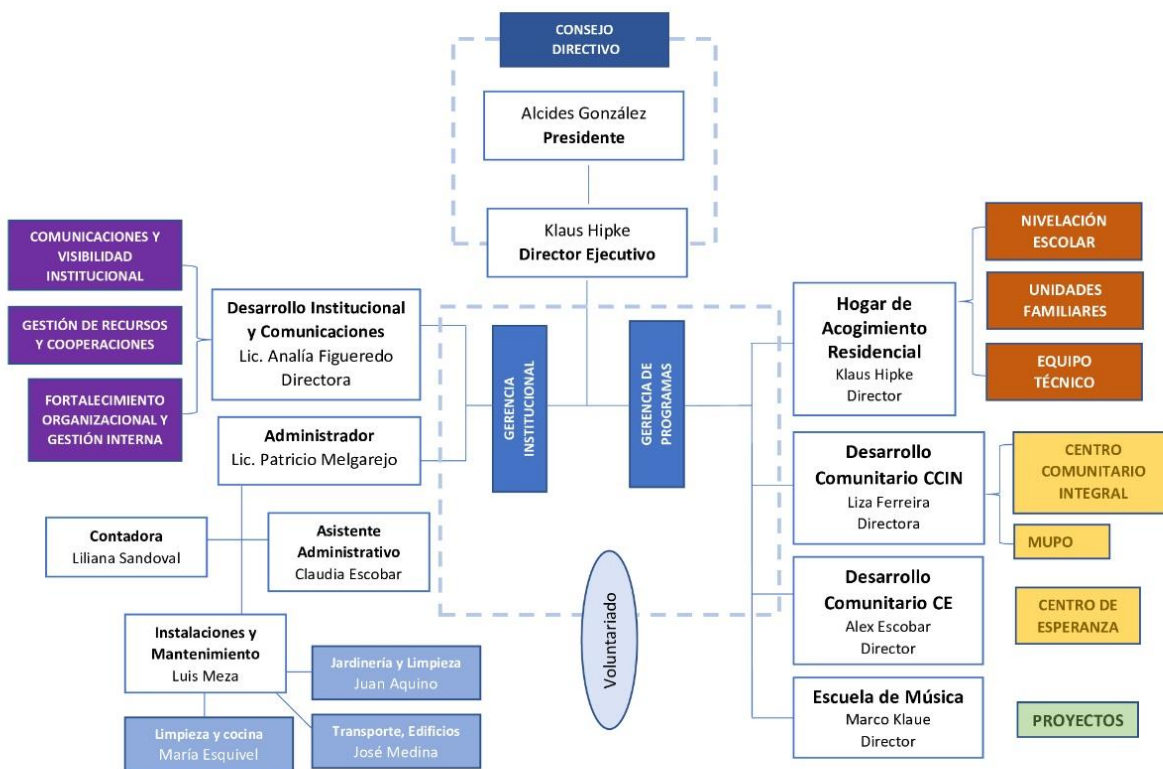 CONSEJO
DIRECTIVO
Alcides González
Presidente
Klaus Hipke
Director Ejecutivo
COMUNICACIONES Y
VISIBILIDAD
INSTITUCIONAL
GESTIÓN DE RECURSOS
Y COOPERACIONES
FORTALECIMIENTO
ORGANIZACIONAL Y
GESTIÓN INTERNA
Desarrollo Institucional
y Comunicaciones
Lic. Analía Figueredo
Directora
Administrador
Lic. Patricio Melgarejo
Contadora
Liliana Sandoval
Asistente
Administrativo
Claudia Escobar
Instalaciones y
Mantenimiento
Luis Meza
Jardinería y Limpieza
Juan Aquino
Limpieza y cocina
María Esquivel
Transporte, Edificios
José Medina
GERENCIA
INSTITUCIONAL
GERENCIA DE
PROGRAMAS
Voluntariado
Hogar de
Acogimiento
Residencial
Klaus Hipke
Director
NIVELACIÓN
ESCOLAR
UNIDADES
FAMILIARES
EQUIPO
TÉCNICO
Desarrollo
Comunitario CCIN
Liza Ferreira
Directora
CENTRO
COMUNITARIO
INTEGRAL
MUPO
Desarrollo
Comunitario CE
Alex Escobar
Director
CENTRO DE
ESPERANZA
Escuela de Música
Marco Klaue
Director
PROYECTOS